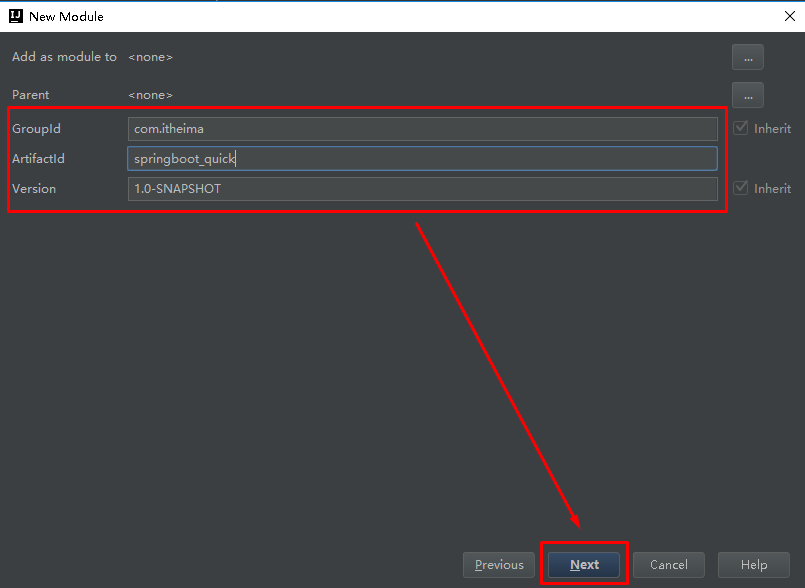 New Module
Add as module to <none> ...
Parent <none> ...
GroupId com.itheima Inherit
ArtifactId springboot_quick
Version 1.0-SNAPSHOT Inherit
Previous Next Cancel Help